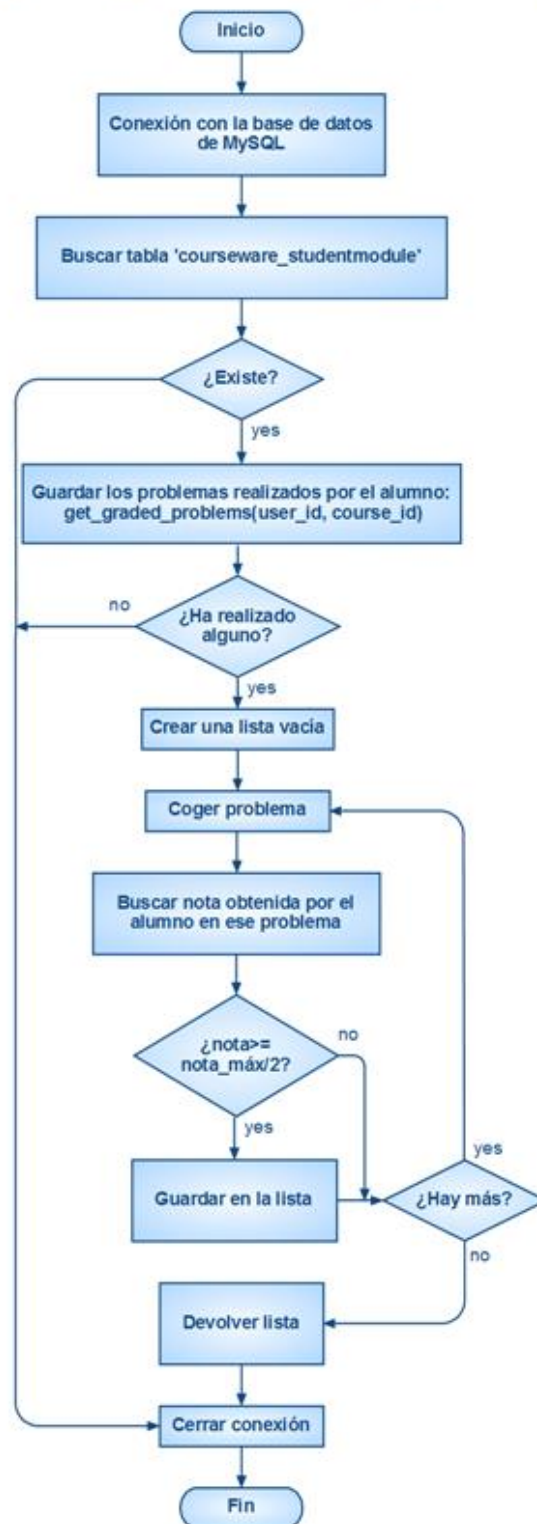 Inicio
Conexión con la base de datos
de MySQL
Buscar tabla 'courseware_studentmodule'
¿Existe?
yes
Guardar los problemas realizados por el alumno:
get_graded_problems(user_id, course_id)
no
¿Ha realizado
alguno?
yes
Crear una lista vacía
Coger problema
Buscar nota obtenida por el
alumno en ese problema
¿nota>=
nota_máx/2?
no
yes
Guardar en la lista
yes
¿Hay más?
no
Devolver lista
Cerrar conexión
Fin